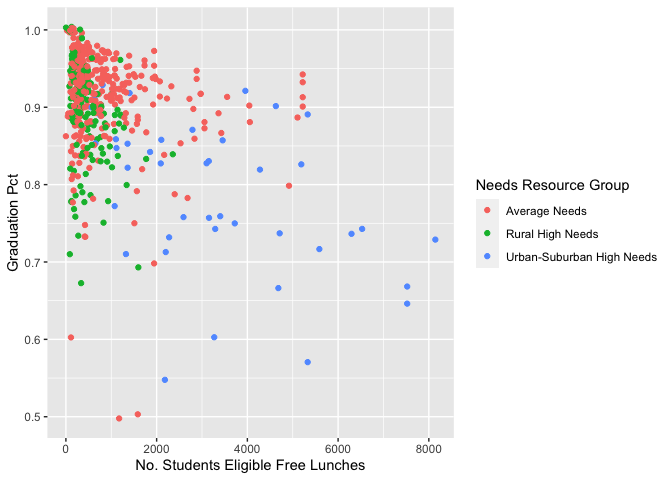 1.0
0.9
0.8
0.7
0.6
0.5
Graduation Pct
0
2000
4000
6000
8000
No. Students Eligible Free Lunches
Needs Resource Group
Average Needs
Rural High Needs
Urban-Suburban High Needs